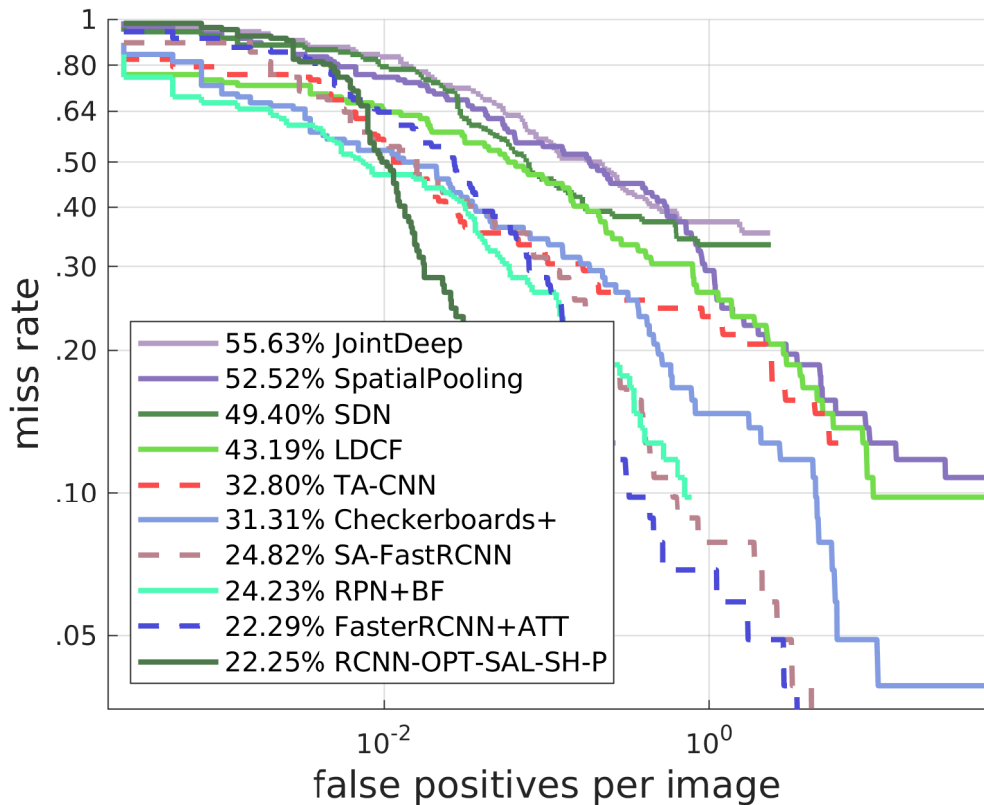 1
.80
.64
.50
.40
.30
.20
.10
.05
miss rate
55.63% JointDeep
52.52% SpatialPooling
49.40% SDN
43.19% LDCF
32.80% TA-CNN
31.31% Checkerboards+
24.82% SA-FastRCNN
24.23% RPN+BF
22.29% FasterRCNN+ATT
22.25% RCNN-OPT-SAL-SH-P
10⁻² 10⁰
false positives per image